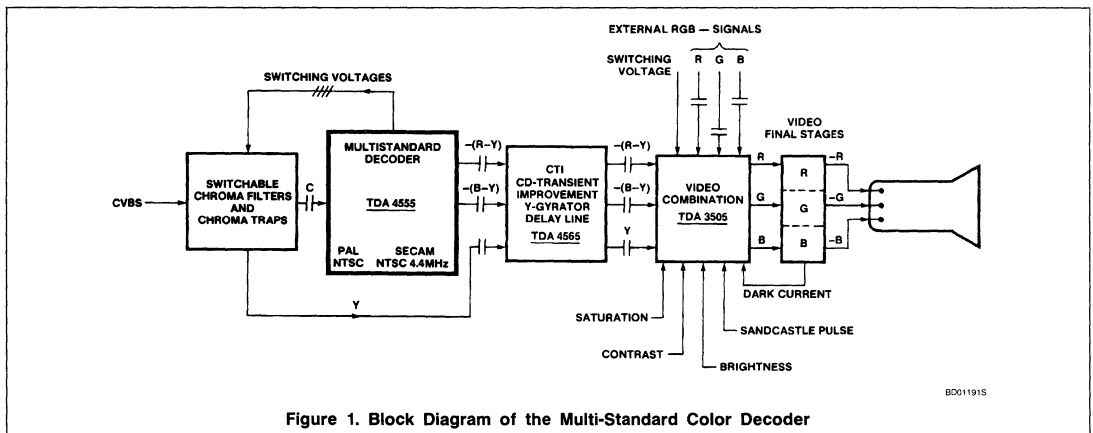 EXTERNAL RGB — SIGNALS
SWITCHING
VOLTAGE
R G B
SWITCHING VOLTAGES
VIDEO
FINAL STAGES
MULTISTANDARD
DECODER
TDA 4555
PAL
NTSC
SECAM
NTSC 4.4MHz
CVBS
SWITCHABLE
CHROMA FILTERS
AND
CHROMA TRAPS
C
Y
-(R-Y)
-(B-Y)
CTI
CD-TRANSIENT
IMPROVEMENT
Y-GYRATOR
DELAY LINE
TDA 4565
-(R-Y)
-(B-Y)
Y
VIDEO
COMBINATION
TDA 3505
R
G
B
R
G
B
-R
-G
-B
DARK CURRENT
SATURATION
CONTRAST
BRIGHTNESS
SANDCASTLE PULSE
BD01191S
Figure 1. Block Diagram of the Multi-Standard Color Decoder